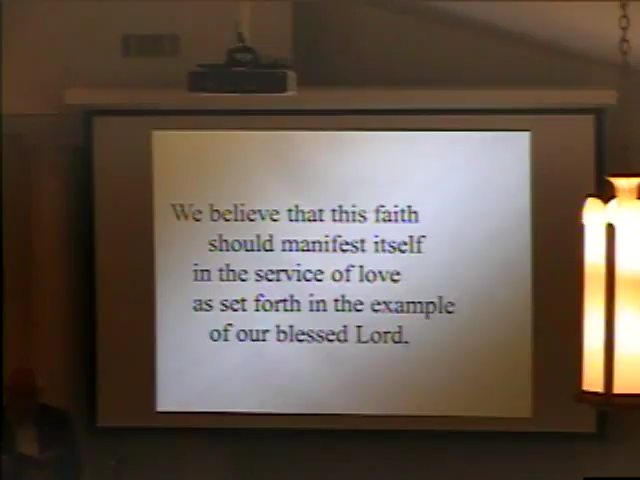 We believe that this faith
should manifest itself
in the service of love
as set forth in the example
of our blessed Lord.